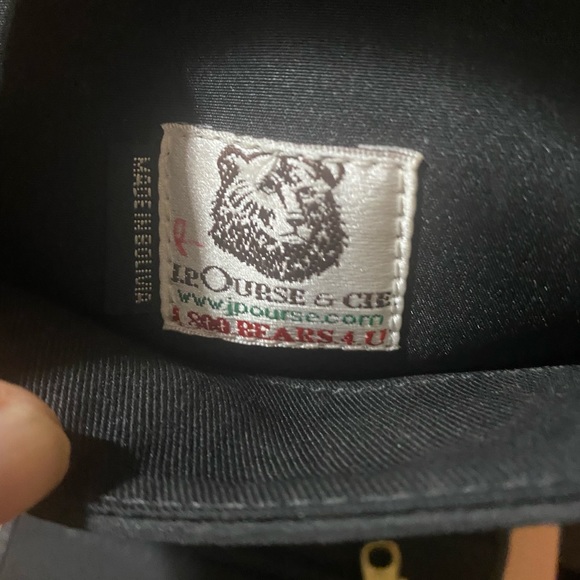 MADE IN BOLIVIA
J.P.OURSE & CIE
www.jpourse.com
1 800 BEARS 4 U